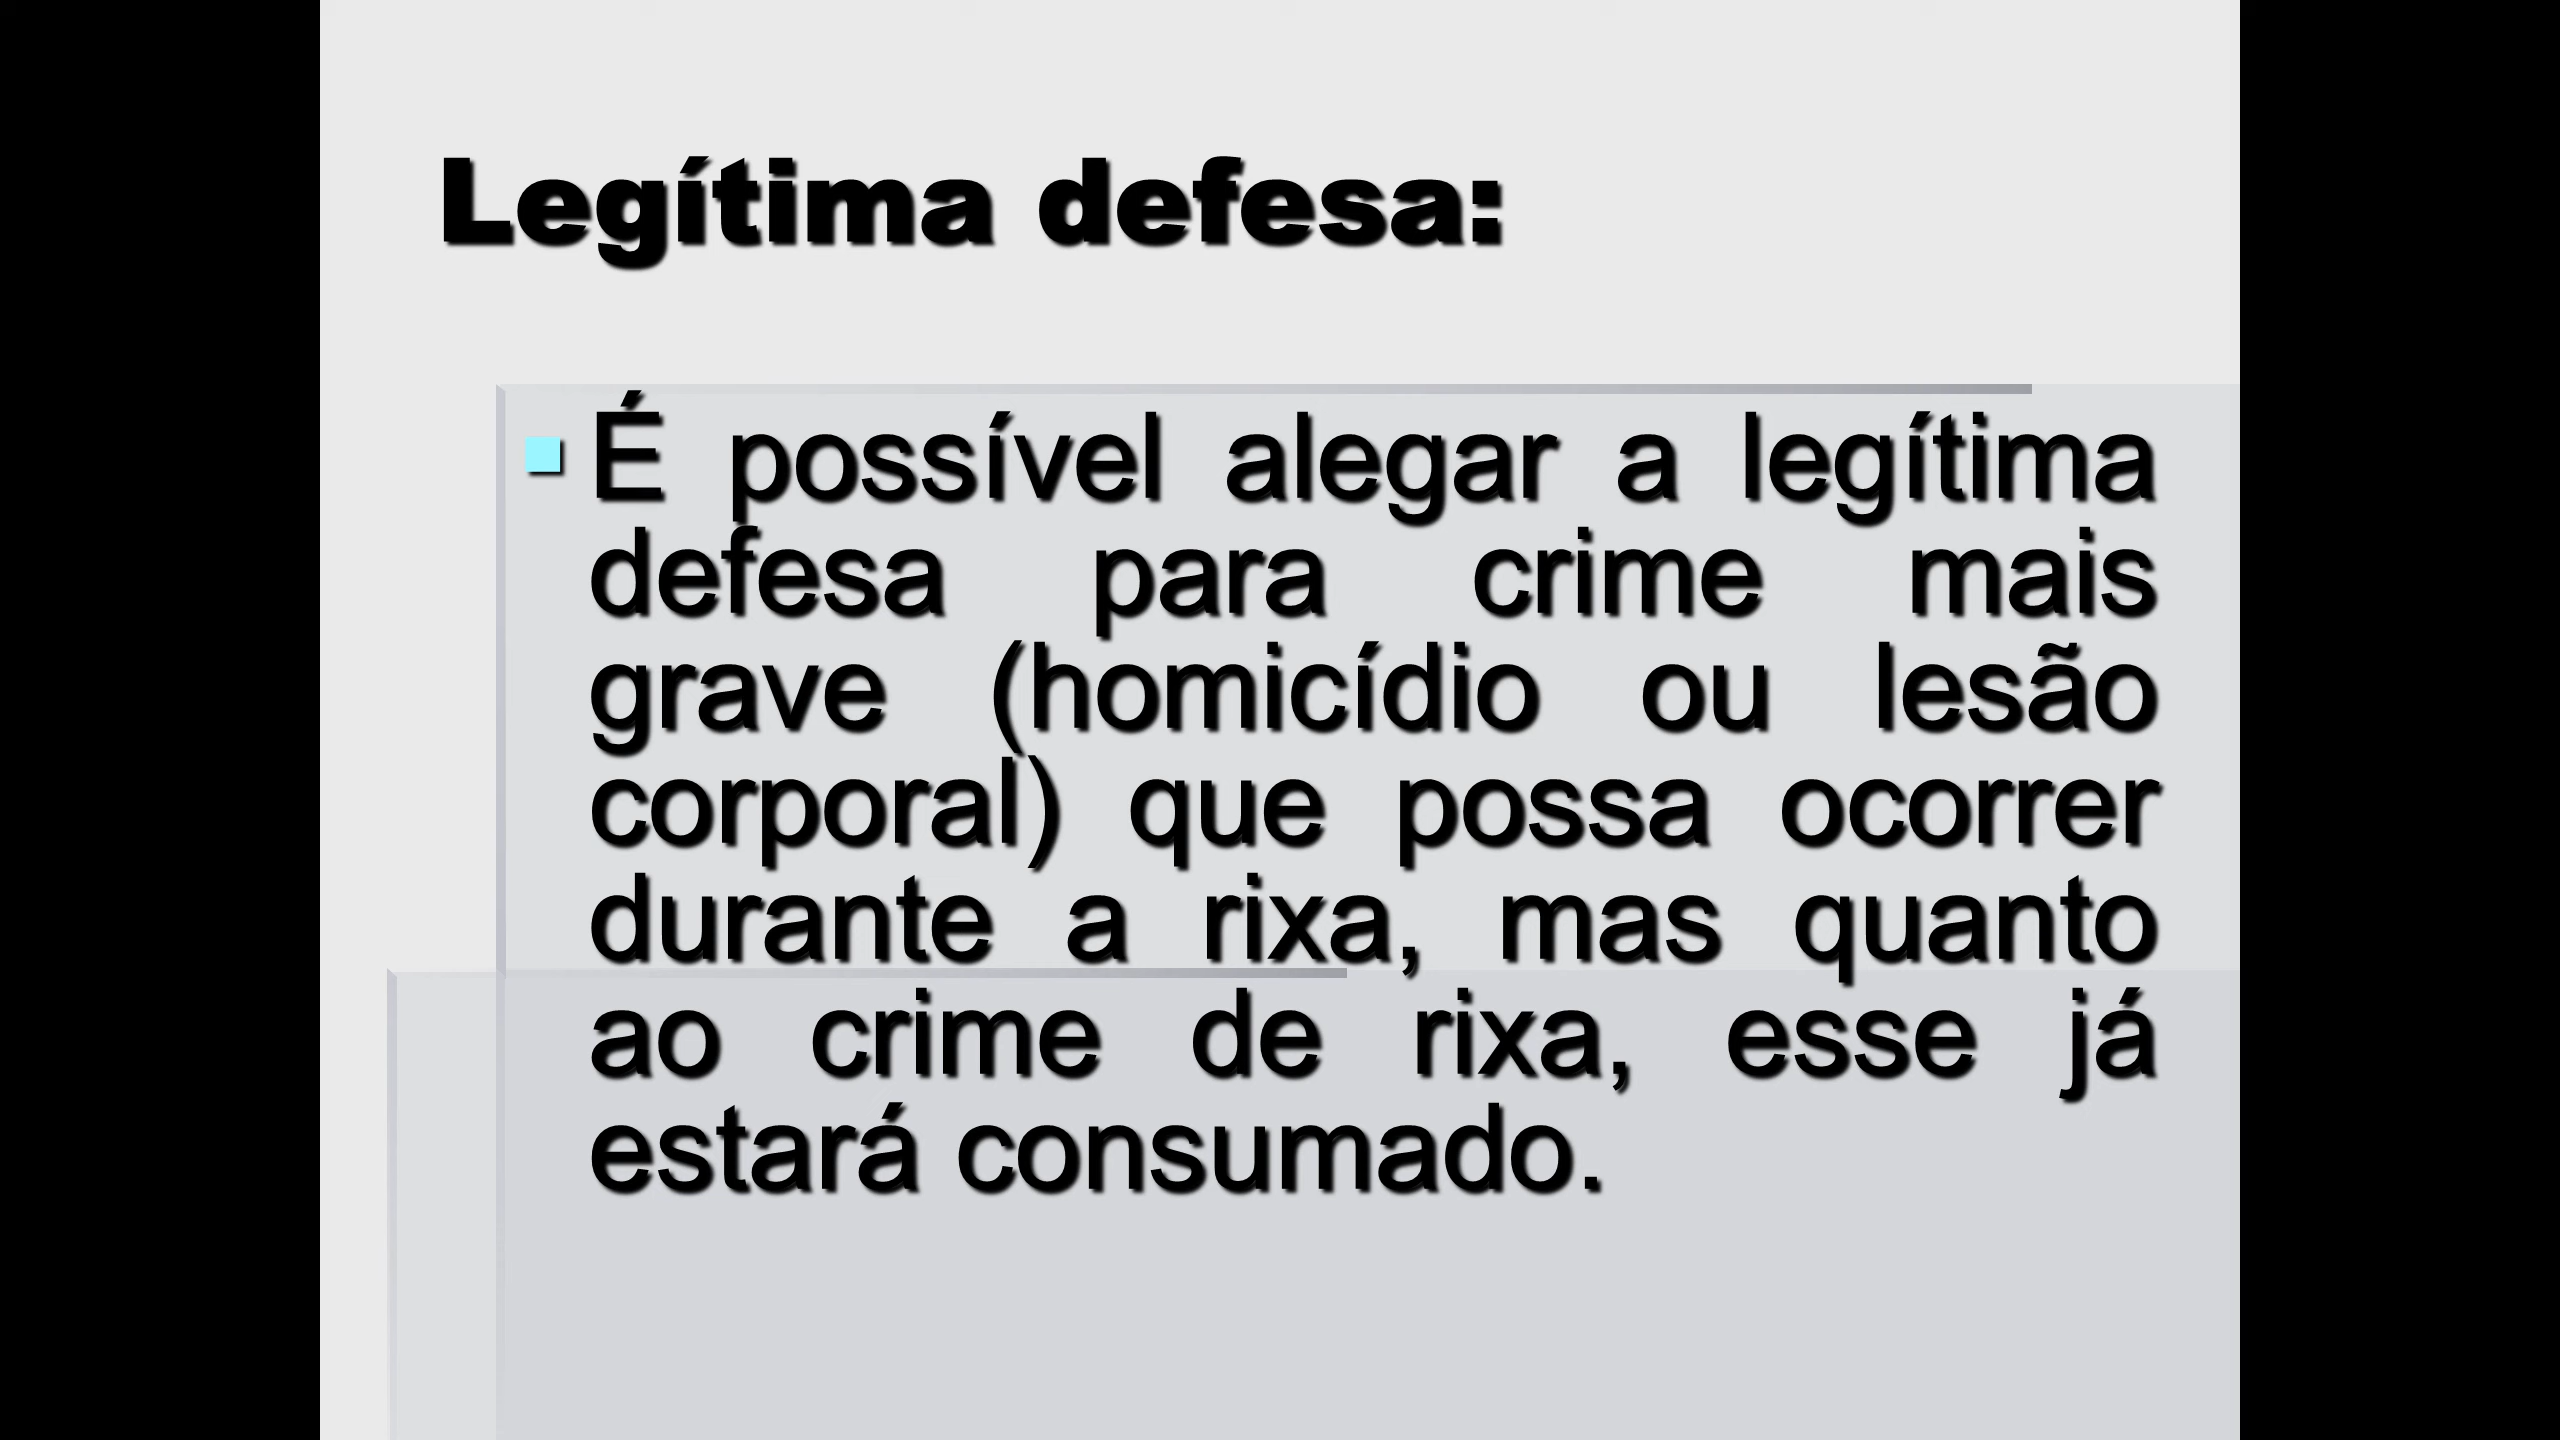 Legítima defesa:
É possível alegar a legítima
defesa para crime mais
grave (homicídio ou lesão
corporal) que possa ocorrer
durante a rixa, mas quanto
ao crime de rixa, esse já
estará consumado.